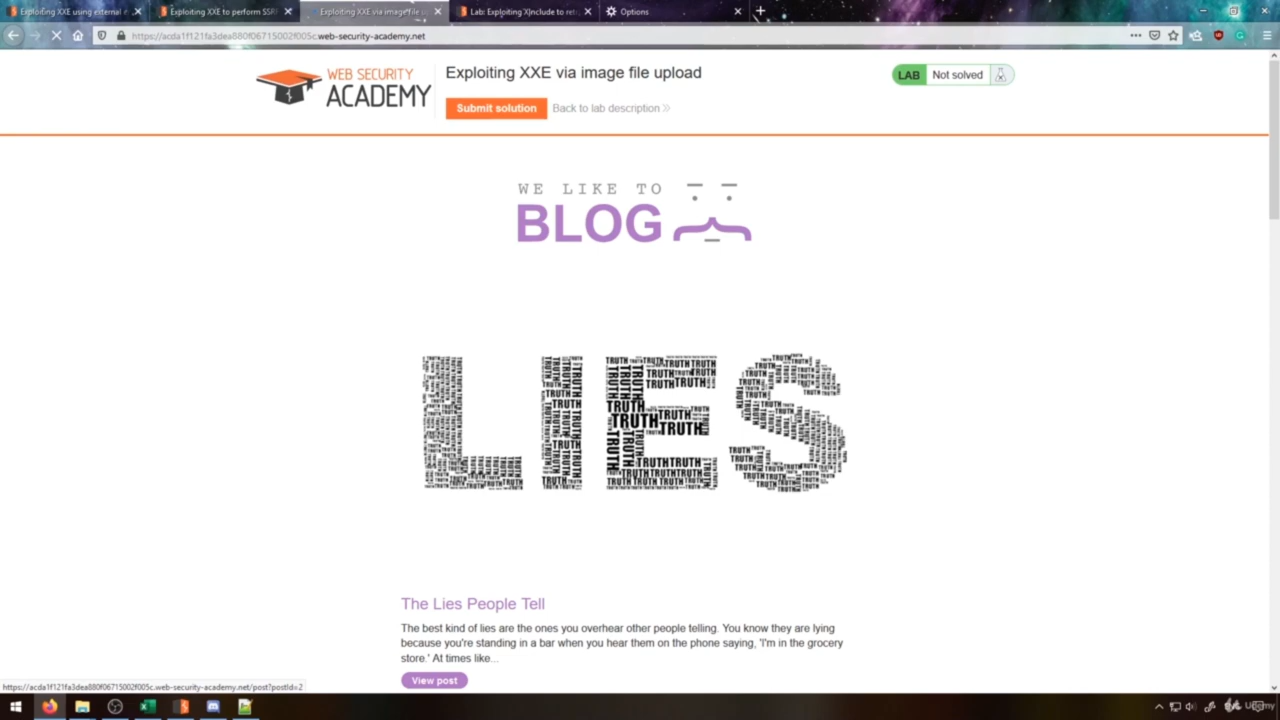 Exploiting XXE using external e
Exploiting XXE to perform SSRF
Exploiting XXE via image file up
Lab: Exploiting XInclude to retr
Options
https://acda1f121fa3dea880f06715002f005c.web-security-academy.net
WEB SECURITY
ACADEMY
Exploiting XXE via image file upload
LAB Not solved
Submit solution
Back to lab description
WE LIKE TO
BLOG
LIES
The Lies People Tell
The best kind of lies are the ones you overhear other people telling. You know they are lying
because you're standing in a bar when you hear them on the phone saying, 'I'm in the grocery
store.' At times like...
View post
https://acda1f121fa3dea880f06715002f005c.web-security-academy.net/post?postId=2
Udemy